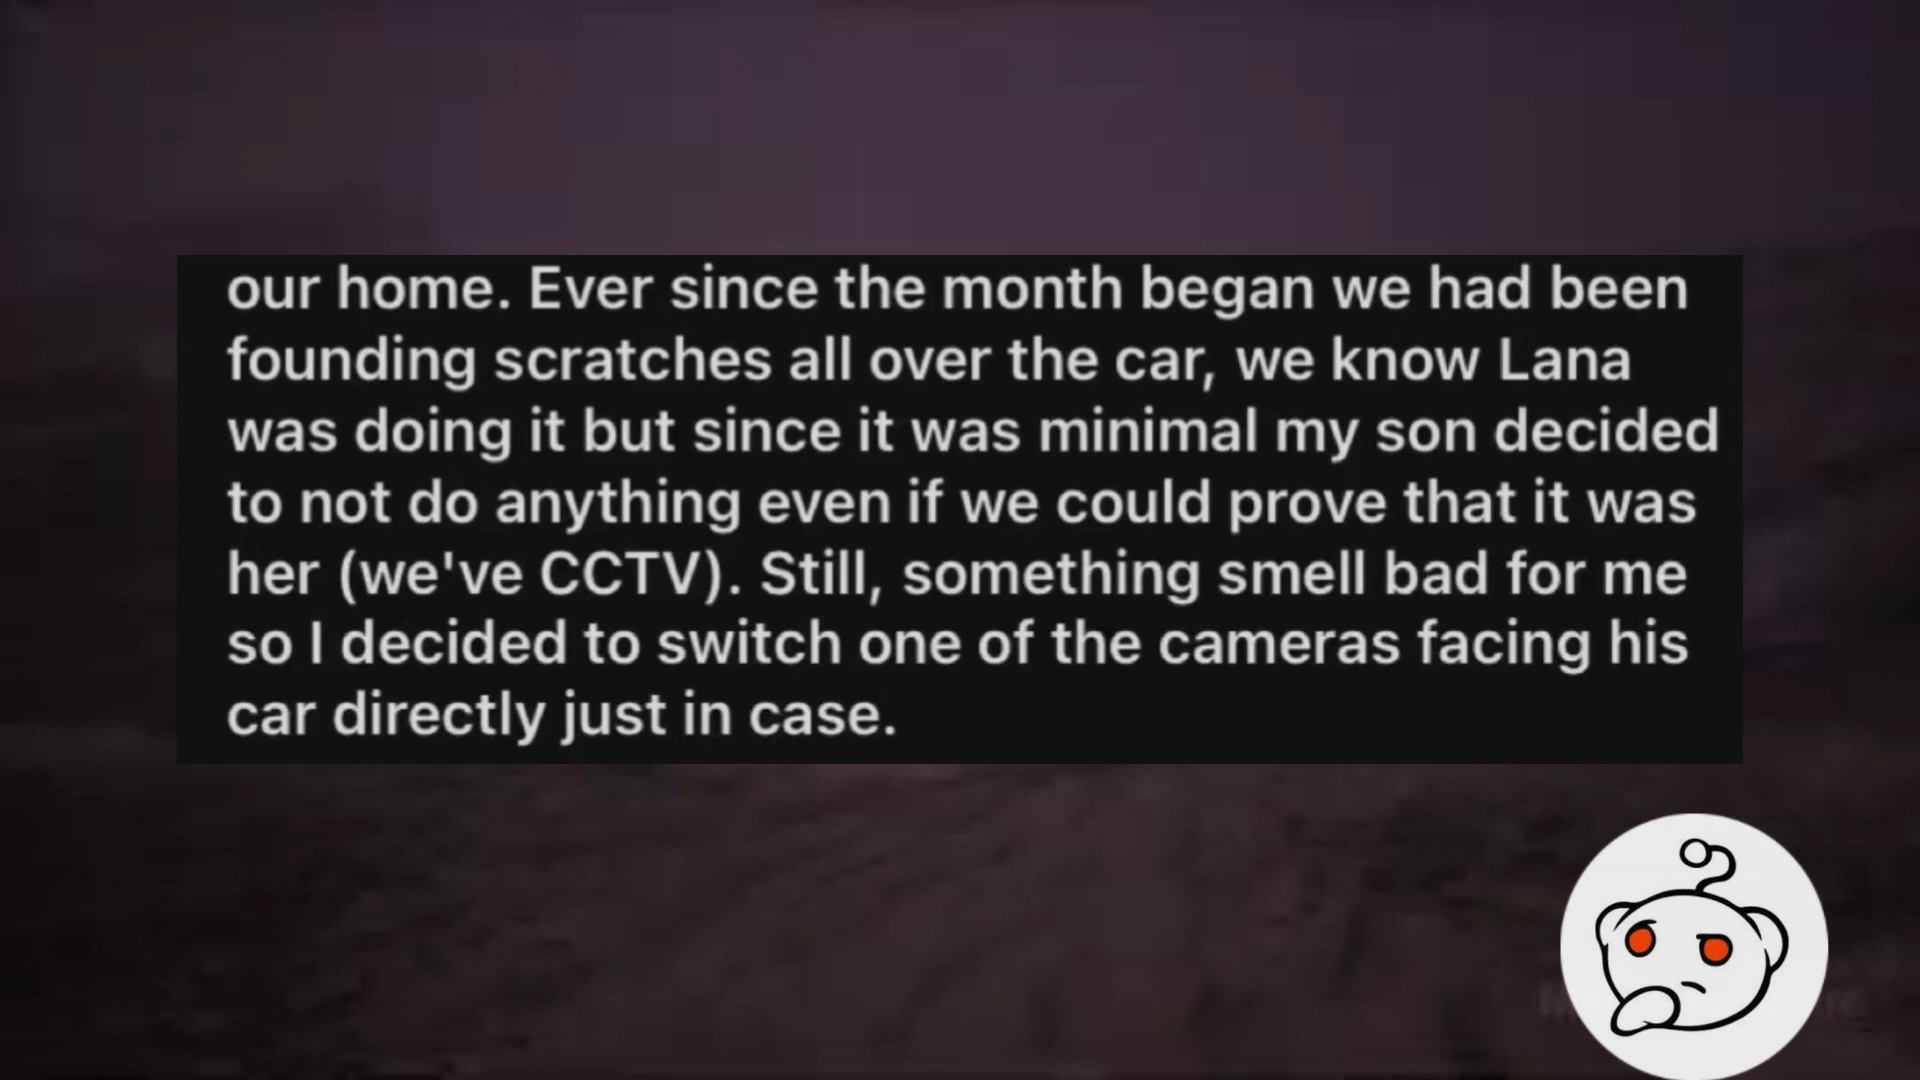 our home. Ever since the month began we had been
founding scratches all over the car, we know Lana
was doing it but since it was minimal my son decided
to not do anything even if we could prove that it was
her (we've CCTV). Still, something smell bad for me
so I decided to switch one of the cameras facing his
car directly just in case.